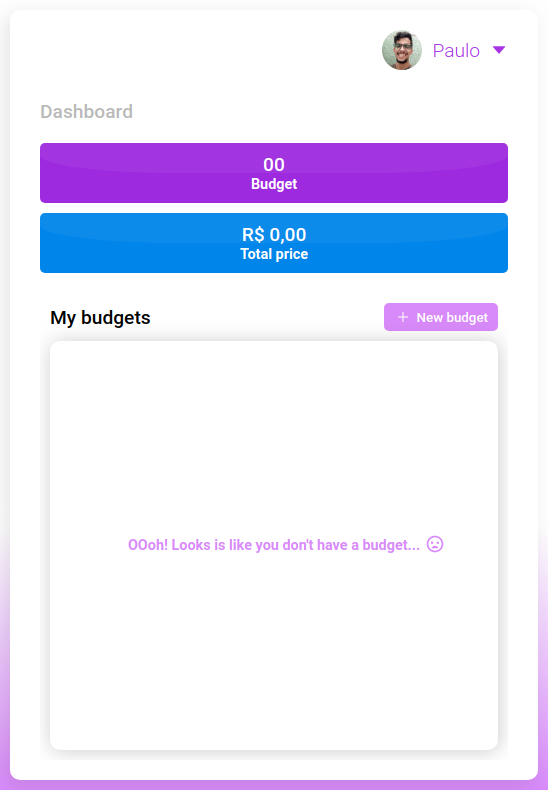 Paulo
Dashboard
00
Budget
R$ 0,00
Total price
My budgets
+ New budget
OOoh! Looks is like you don't have a budget...